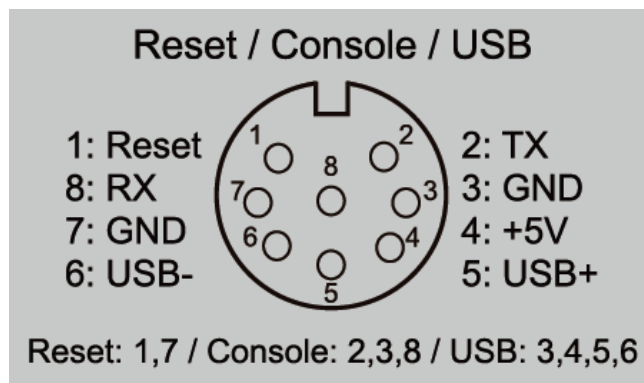 Reset / Console / USB
1: Reset
8: RX
7: GND
6: USB-
1
2
8
7
3
6
4
5
2: TX
3: GND
4: +5V
5: USB+
Reset: 1,7 / Console: 2,3,8 / USB: 3,4,5,6